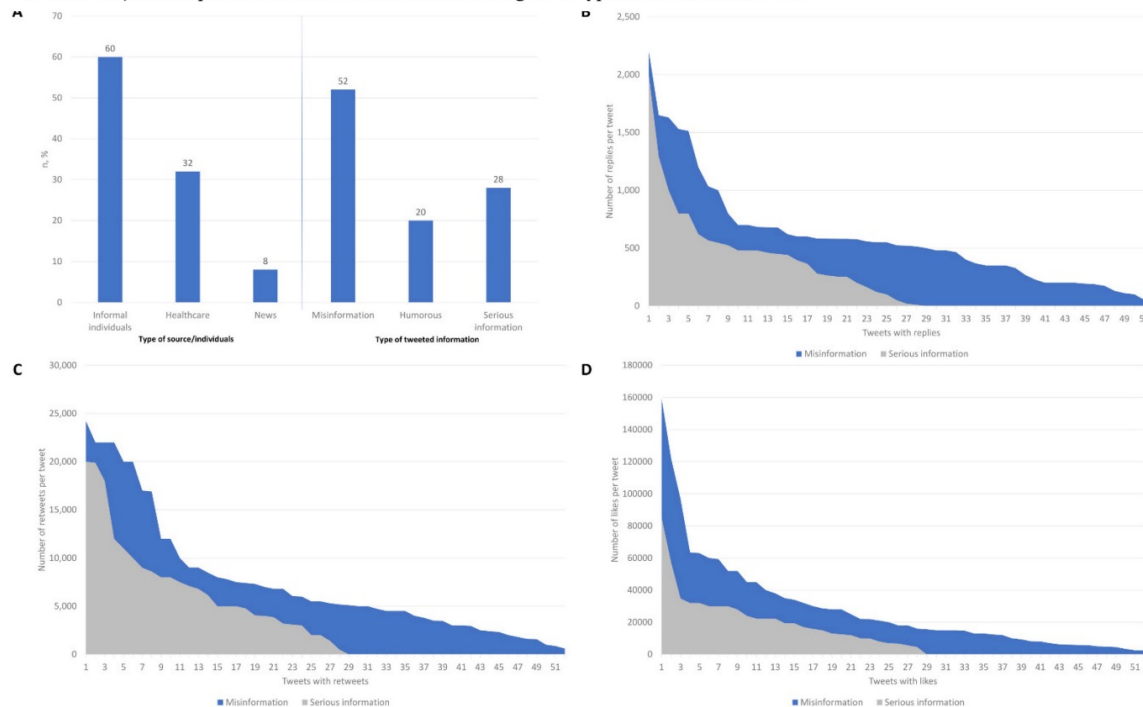 A
70
60
50
40
30
20
10
0
n, %
60
32
8
52
20
28
Informal individuals
Healthcare
News
Misinformation
Humorous
Serious information
Type of source/individuals
Type of tweeted information
B
2,500
2,000
1,500
1,000
500
0
Number of replies per tweet
1 3 5 7 9 11 13 15 17 19 21 23 25 27 29 31 33 35 37 39 41 43 45 47 49
Tweets with replies
Misinformation Serious information
C
30,000
25,000
20,000
15,000
10,000
5,000
0
Number of retweets per tweet
1 3 5 7 9 11 13 15 17 19 21 23 25 27 29 31 33 35 37 39 41 43 45 47 49 51
Tweets with retweets
Misinformation Serious information
D
180000
160000
140000
120000
100000
80000
60000
40000
20000
0
Number of likes per tweet
1 3 5 7 9 11 13 15 17 19 21 23 25 27 29 31 33 35 37 39 41 43 45 47 49 51
Tweets with likes
Misinformation Serious information